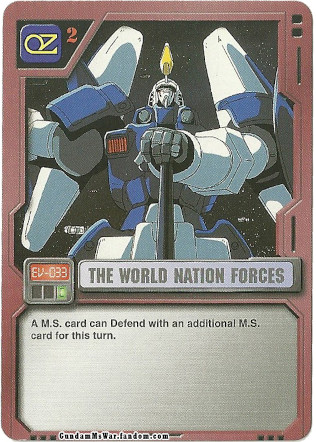 OZ 2
EV-033 THE WORLD NATION FORCES
C
A M.S. card can Defend with an additional M.S.
card for this turn.
GundamMsWar.fandom.com